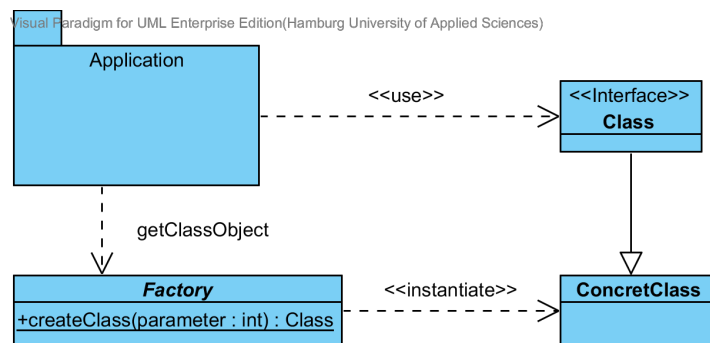 Visual Paradigm for UML Enterprise Edition(Hamburg University of Applied Sciences)
Application
<<use>>
<<Interface>>
Class
getClassObject
Factory
+createClass(parameter : int) : Class
<<instantiate>>
ConcretClass